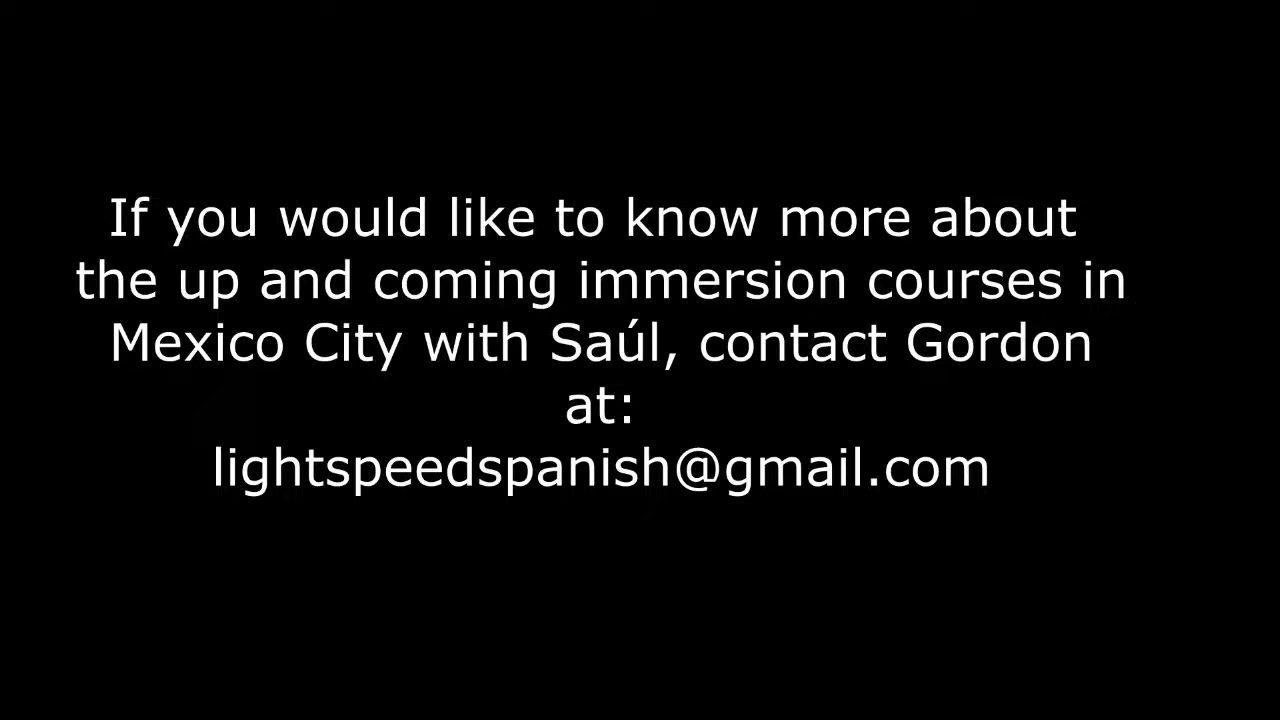 If you would like to know more about
the up and coming immersion courses in
Mexico City with Saúl, contact Gordon
at:
lightspeedspanish@gmail.com